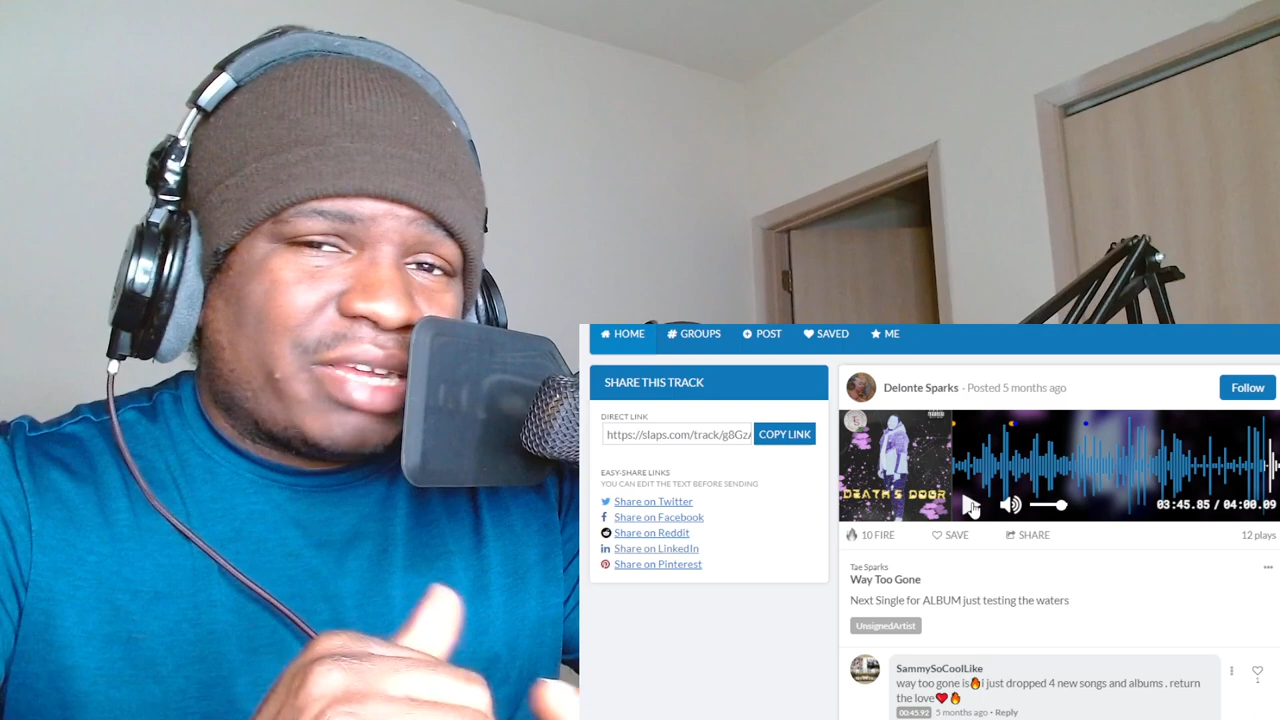 HOME
GROUPS
POST
SAVED
ME
SHARE THIS TRACK
DIRECT LINK
https://slaps.com/track/g8Gz
COPY LINK
EASY-SHARE LINKS
YOU CAN EDIT THE TEXT BEFORE SENDING
Share on Twitter
Share on Facebook
Share on Reddit
Share on LinkedIn
Share on Pinterest
Delonte Sparks · Posted 5 months ago
Follow
DEATH'S DOOR
03:45.85 / 04:00.09
10 FIRE
SAVE
SHARE
12 plays
Tae Sparks
Way Too Gone
Next Single for ALBUM just testing the waters
UnsignedArtist
SammySoCoolLike
way too gone is🔥i just dropped 4 new songs and albums . return
the love❤️🔥
1
00:45.92 5 months ago • Reply